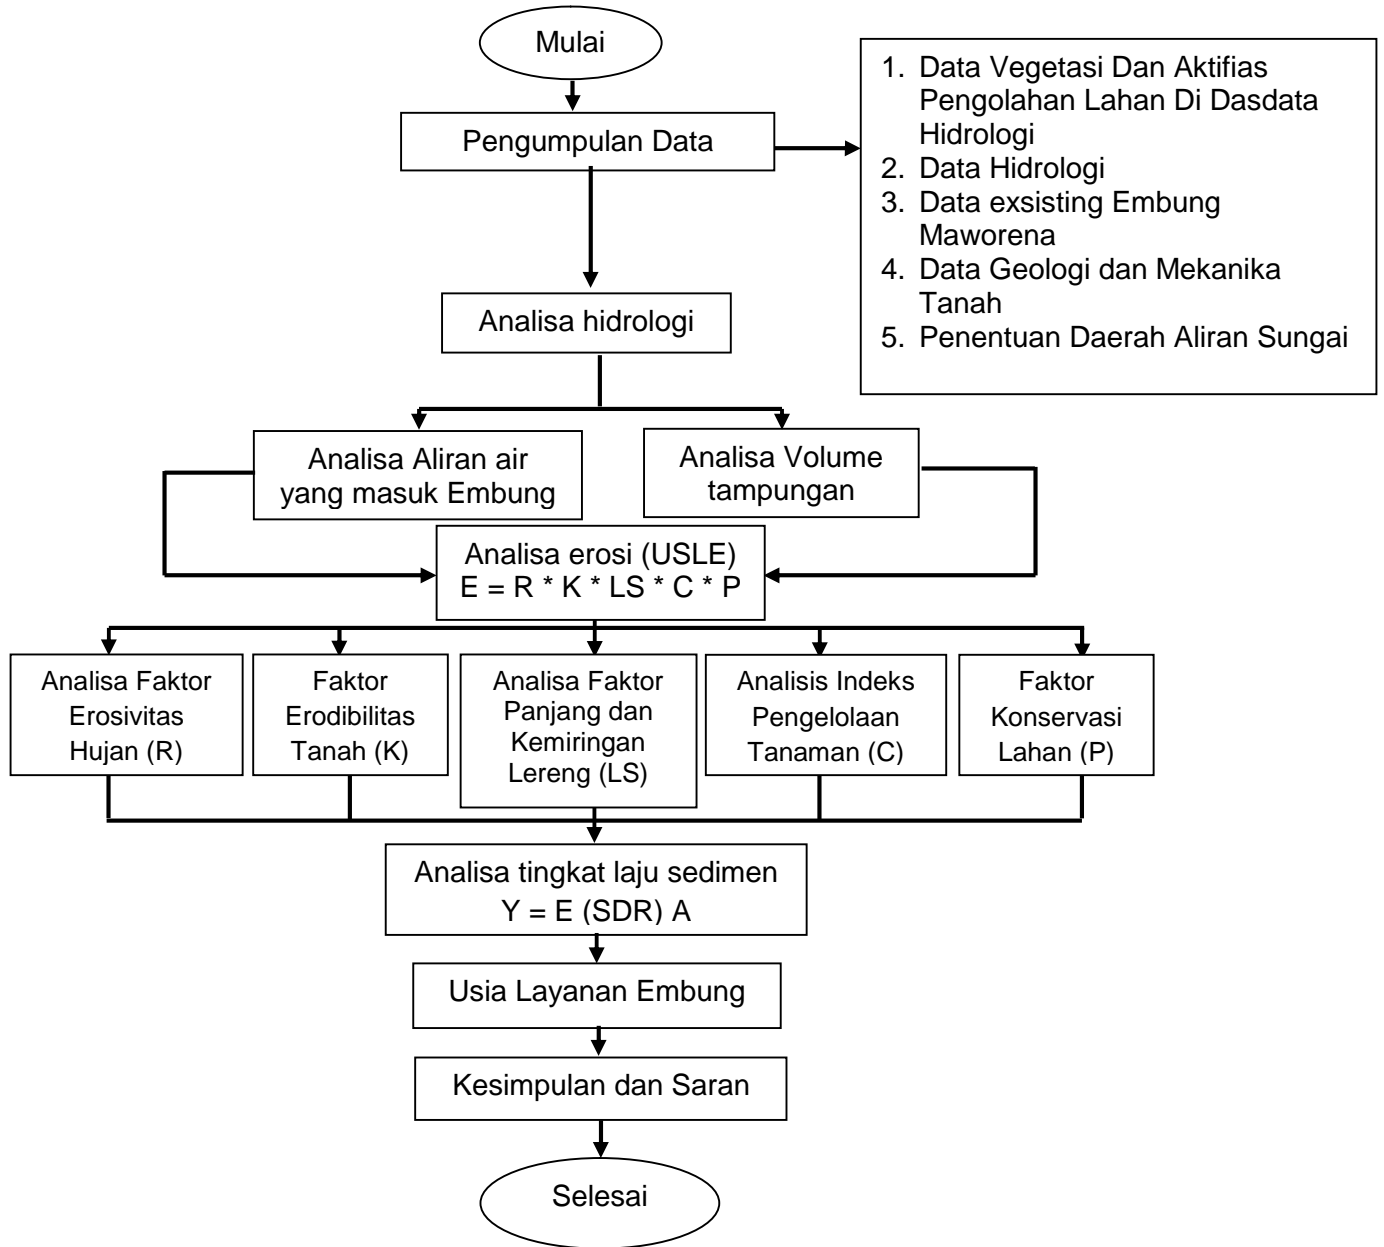 Mulai
1. Data Vegetasi Dan Aktifias
Pengolahan Lahan Di Dasdata
Hidrologi
2. Data Hidrologi
3. Data exsisting Embung
Maworena
4. Data Geologi dan Mekanika
Tanah
5. Penentuan Daerah Aliran Sungai
Pengumpulan Data
Analisa hidrologi
Analisa Aliran air
yang masuk Embung
Analisa Volume
tampungan
Analisa erosi (USLE)
E = R * K * LS * C * P
Analisa Faktor
Erosivitas
Hujan (R)
Faktor
Erodibilitas
Tanah (K)
Analisa Faktor
Panjang dan
Kemiringan
Lereng (LS)
Analisis Indeks
Pengelolaan
Tanaman (C)
Faktor
Konservasi
Lahan (P)
Analisa tingkat laju sedimen
Y = E (SDR) A
Usia Layanan Embung
Kesimpulan dan Saran
Selesai